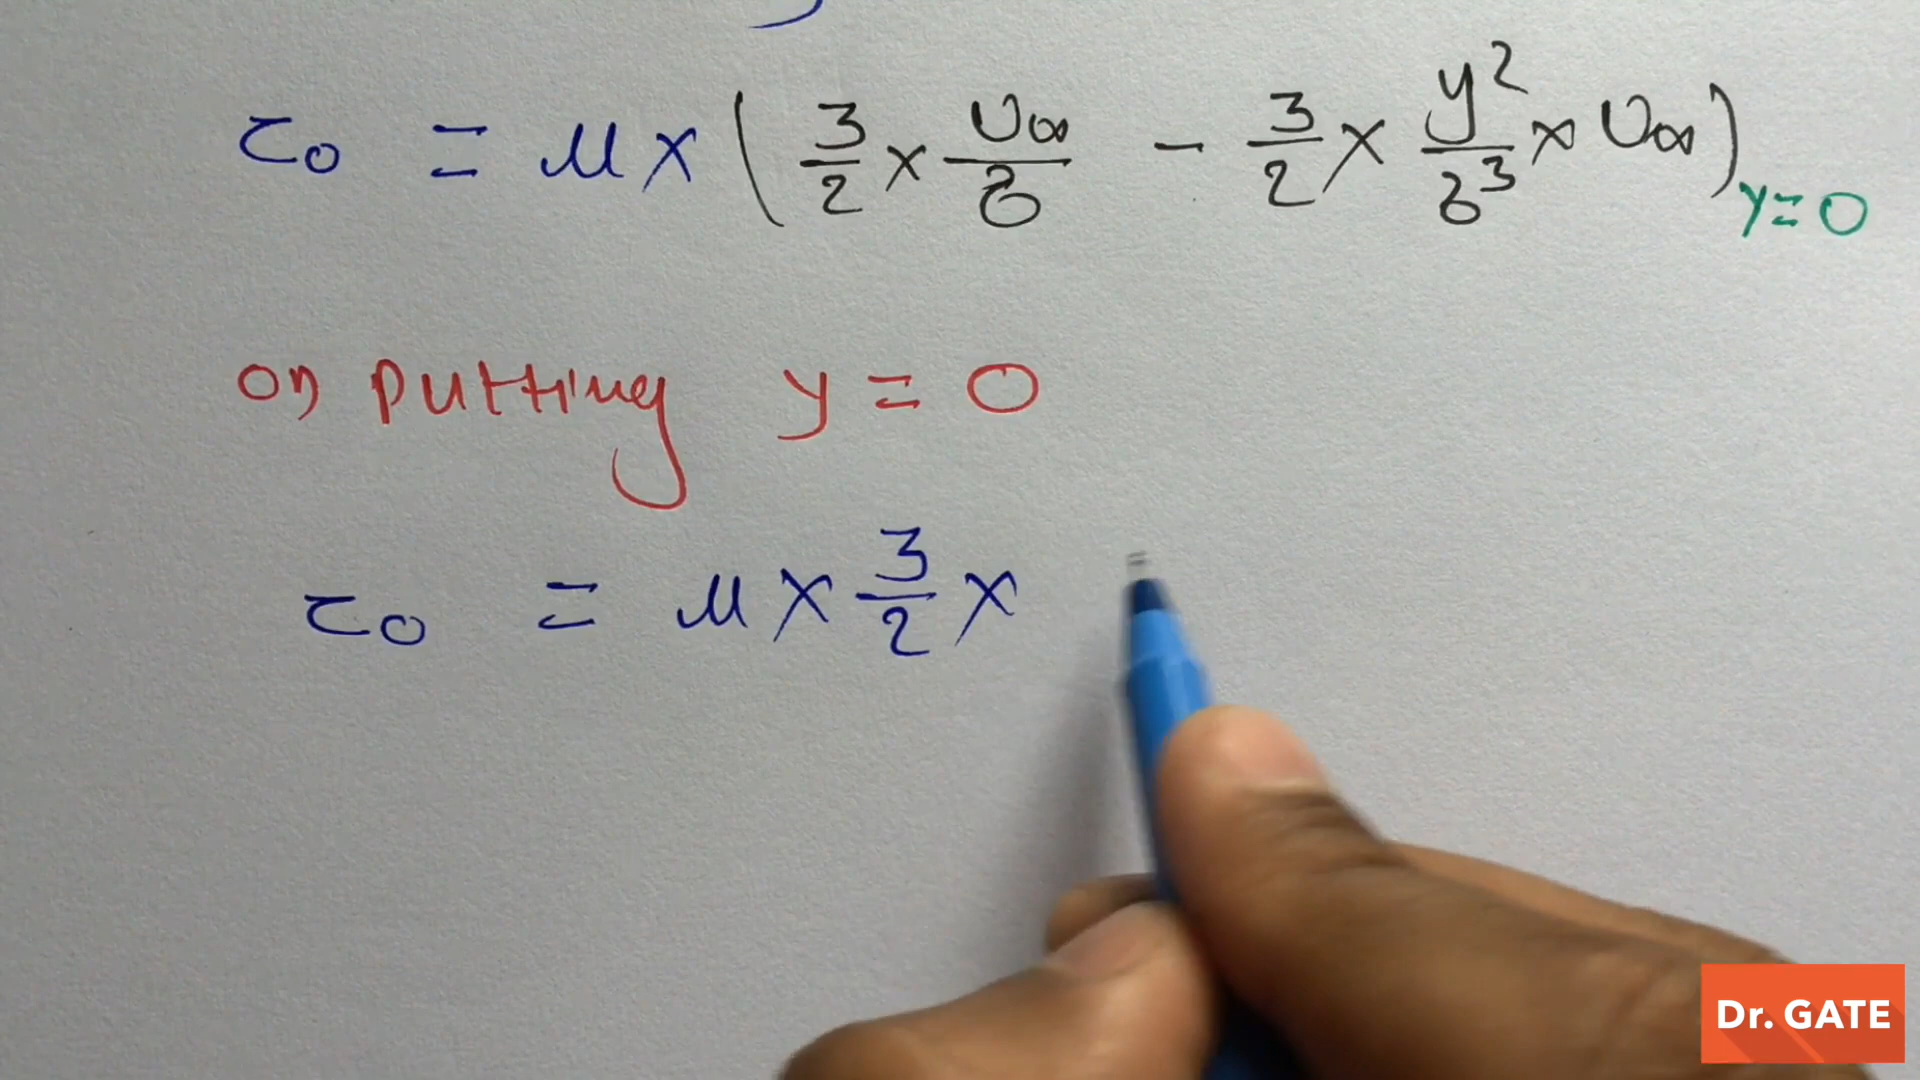 τ₀ = μ × (3/2 × U∞/δ − 3/2 × y²/δ³ × U∞)y=0
on putting y = 0
τ₀ = μ × 3/2 ×
Dr. GATE